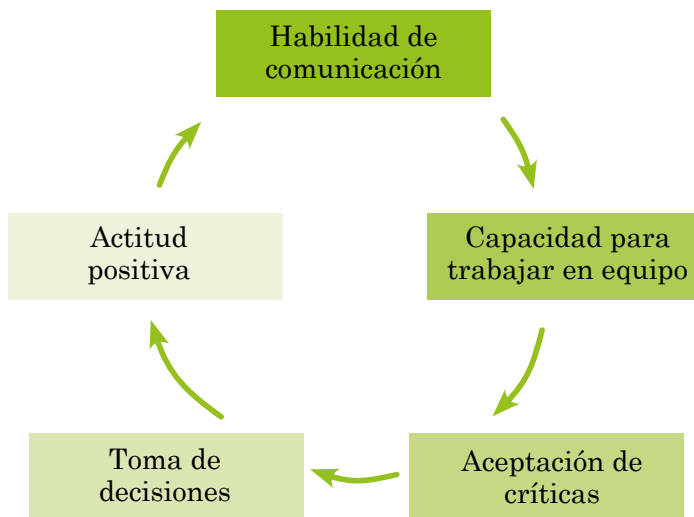 Habilidad de
comunicación
Actitud
positiva
Capacidad para
trabajar en equipo
Toma de
decisiones
Aceptación de
críticas